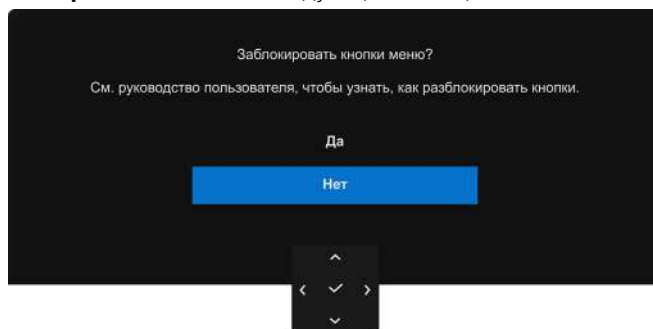 Заблокировать кнопки меню?
См. руководство пользователя, чтобы узнать, как разблокировать кнопки.
Да
Нет